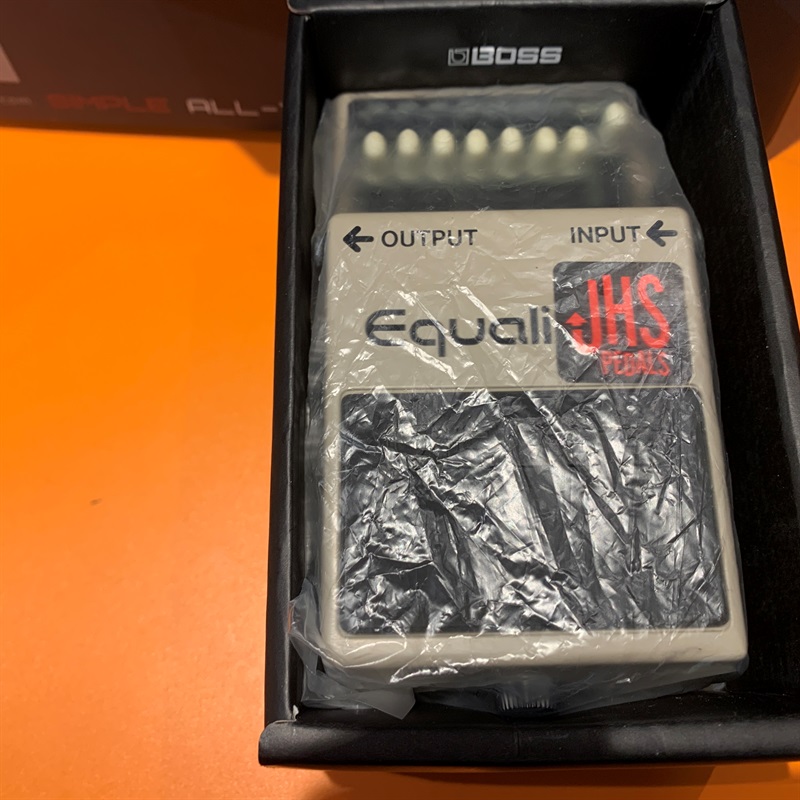 BOSS
SIMPLE ALL-
← OUTPUT
INPUT ←
Equali
JHS
PEDALS